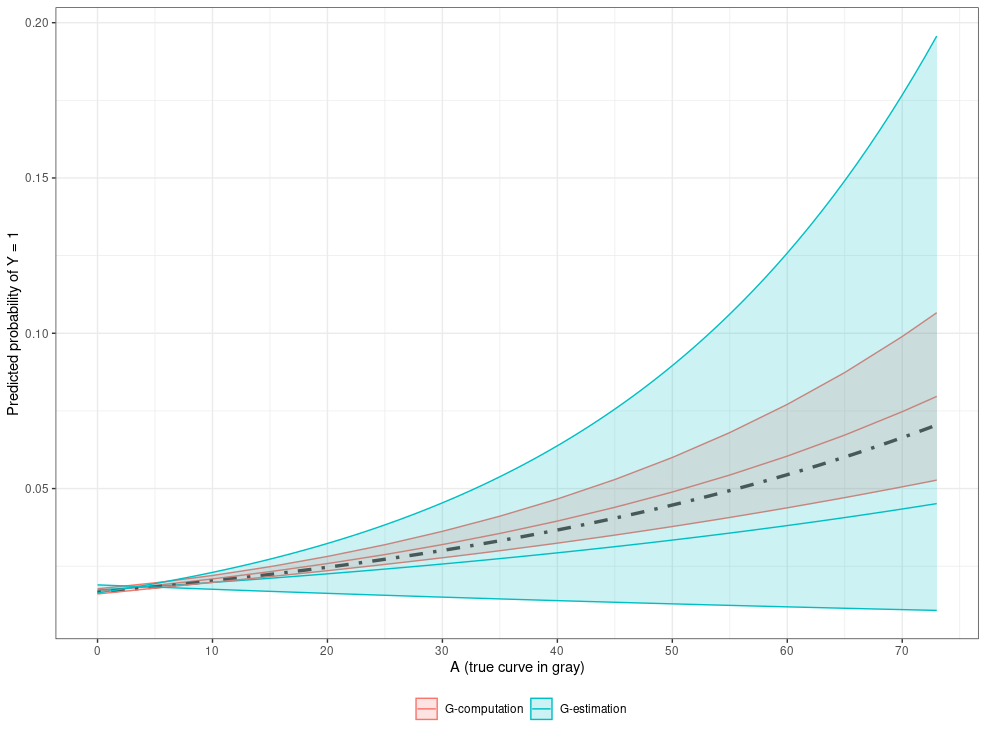 Predicted probability of Y = 1
0.20
0.15
0.10
0.05
0 10 20 30 40 50 60 70
A (true curve in gray)
G-computation G-estimation